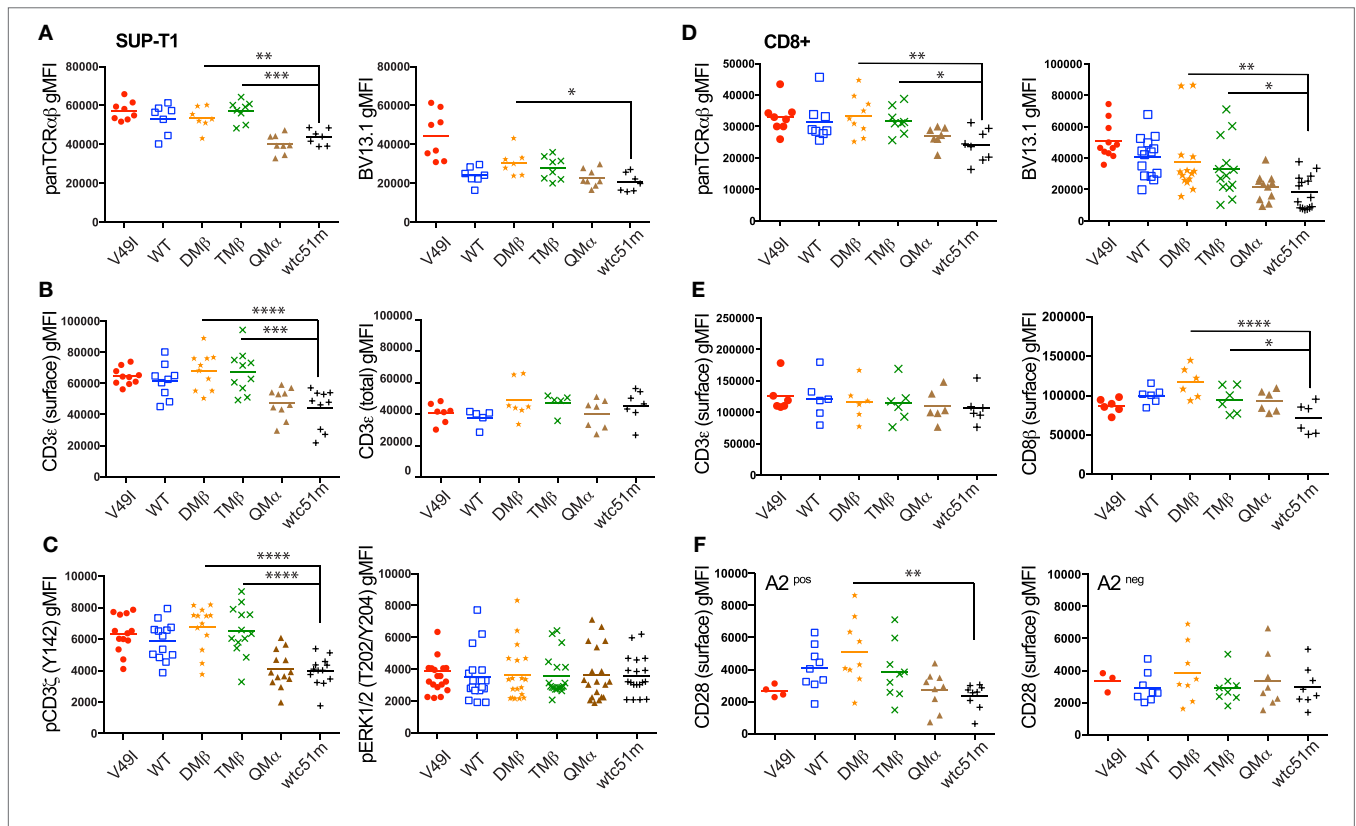 A
SUP-T1
panTCRαβ gMFI
80000
60000
40000
20000
0
**
***
V49I
WT
DMβ
TMβ
QMα
wtc51m
BV13.1 gMFI
80000
60000
40000
20000
0
*
V49I
WT
DMβ
TMβ
QMα
wtc51m
B
CD3ε (surface) gMFI
100000
80000
60000
40000
20000
0
****
***
V49I
WT
DMβ
TMβ
QMα
wtc51m
CD3ε (total) gMFI
100000
80000
60000
40000
20000
0
V49I
WT
DMβ
TMβ
QMα
wtc51m
C
pCD3ζ (Y142) gMFI
10000
8000
6000
4000
2000
0
****
****
V49I
WT
DMβ
TMβ
QMα
wtc51m
pERK1/2 (T202/Y204) gMFI
10000
8000
6000
4000
2000
0
V49I
WT
DMβ
TMβ
QMα
wtc51m
D
CD8+
panTCRαβ gMFI
50000
40000
30000
20000
10000
0
**
*
V49I
WT
DMβ
TMβ
QMα
wtc51m
BV13.1 gMFI
100000
80000
60000
40000
20000
0
**
*
V49I
WT
DMβ
TMβ
QMα
wtc51m
E
CD3ε (surface) gMFI
250000
200000
150000
100000
50000
0
V49I
WT
DMβ
TMβ
QMα
wtc51m
CD8β (surface) gMFI
200000
150000
100000
50000
0
****
*
V49I
WT
DMβ
TMβ
QMα
wtc51m
F
A2 pos
CD28 (surface) gMFI
10000
8000
6000
4000
2000
0
**
V49I
WT
DMβ
TMβ
QMα
wtc51m
A2 neg
CD28 (surface) gMFI
10000
8000
6000
4000
2000
0
V49I
WT
DMβ
TMβ
QMα
wtc51m